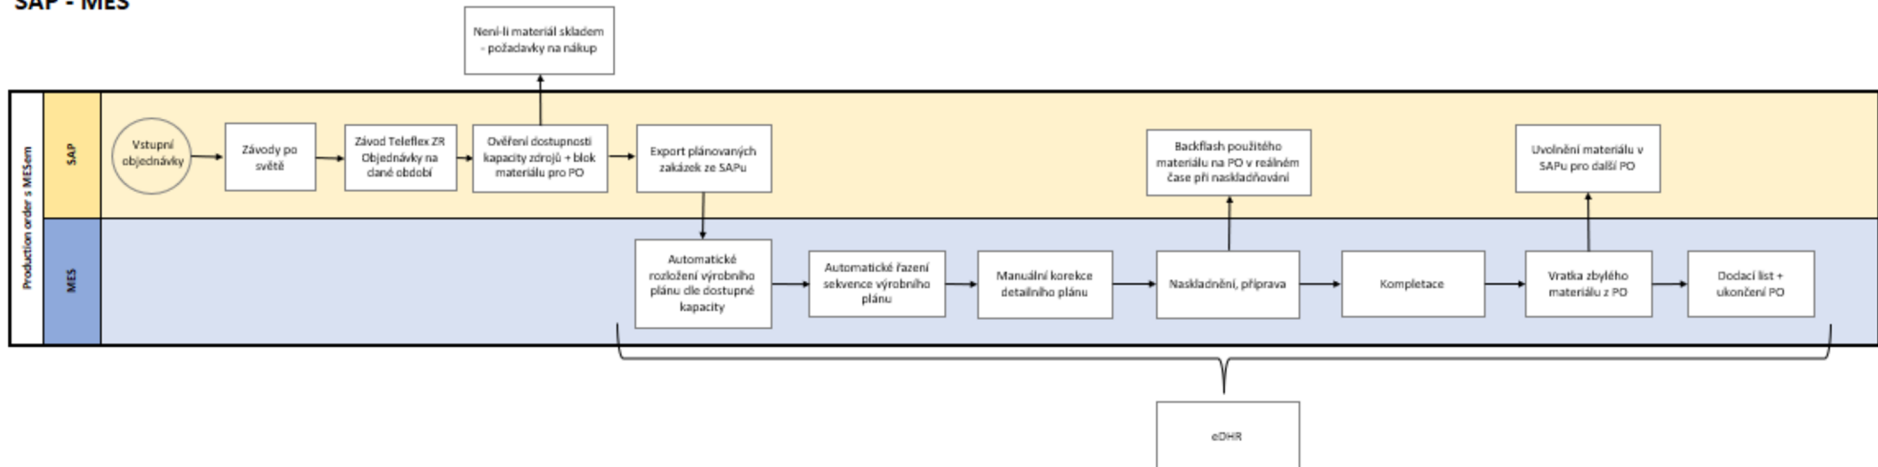 SAP - MES
Není-li materiál skladem
- požadavky na nákup
Production order s MESem
SAP
Vstupní
objednávky
Závody po
světě
Závod Teleflex ZR
Objednávky na
dané období
Ověření dostupnosti
kapacity zdrojů + blok
materiálu pro PO
Export plánovaných
zakázek ze SAPu
Backflash použitého
materiálu na PO v reálném
čase při naskladňování
Uvolnění materiálu v
SAPu pro další PO
MES
Automatické
rozložení výrobního
plánu dle dostupné
kapacity
Automatické řazení
sekvence výrobního
plánu
Manuální korekce
detailního plánu
Naskladnění, příprava
Kompletace
Vratka zbylého
materiálu z PO
Dodací list +
ukončení PO
eDHR